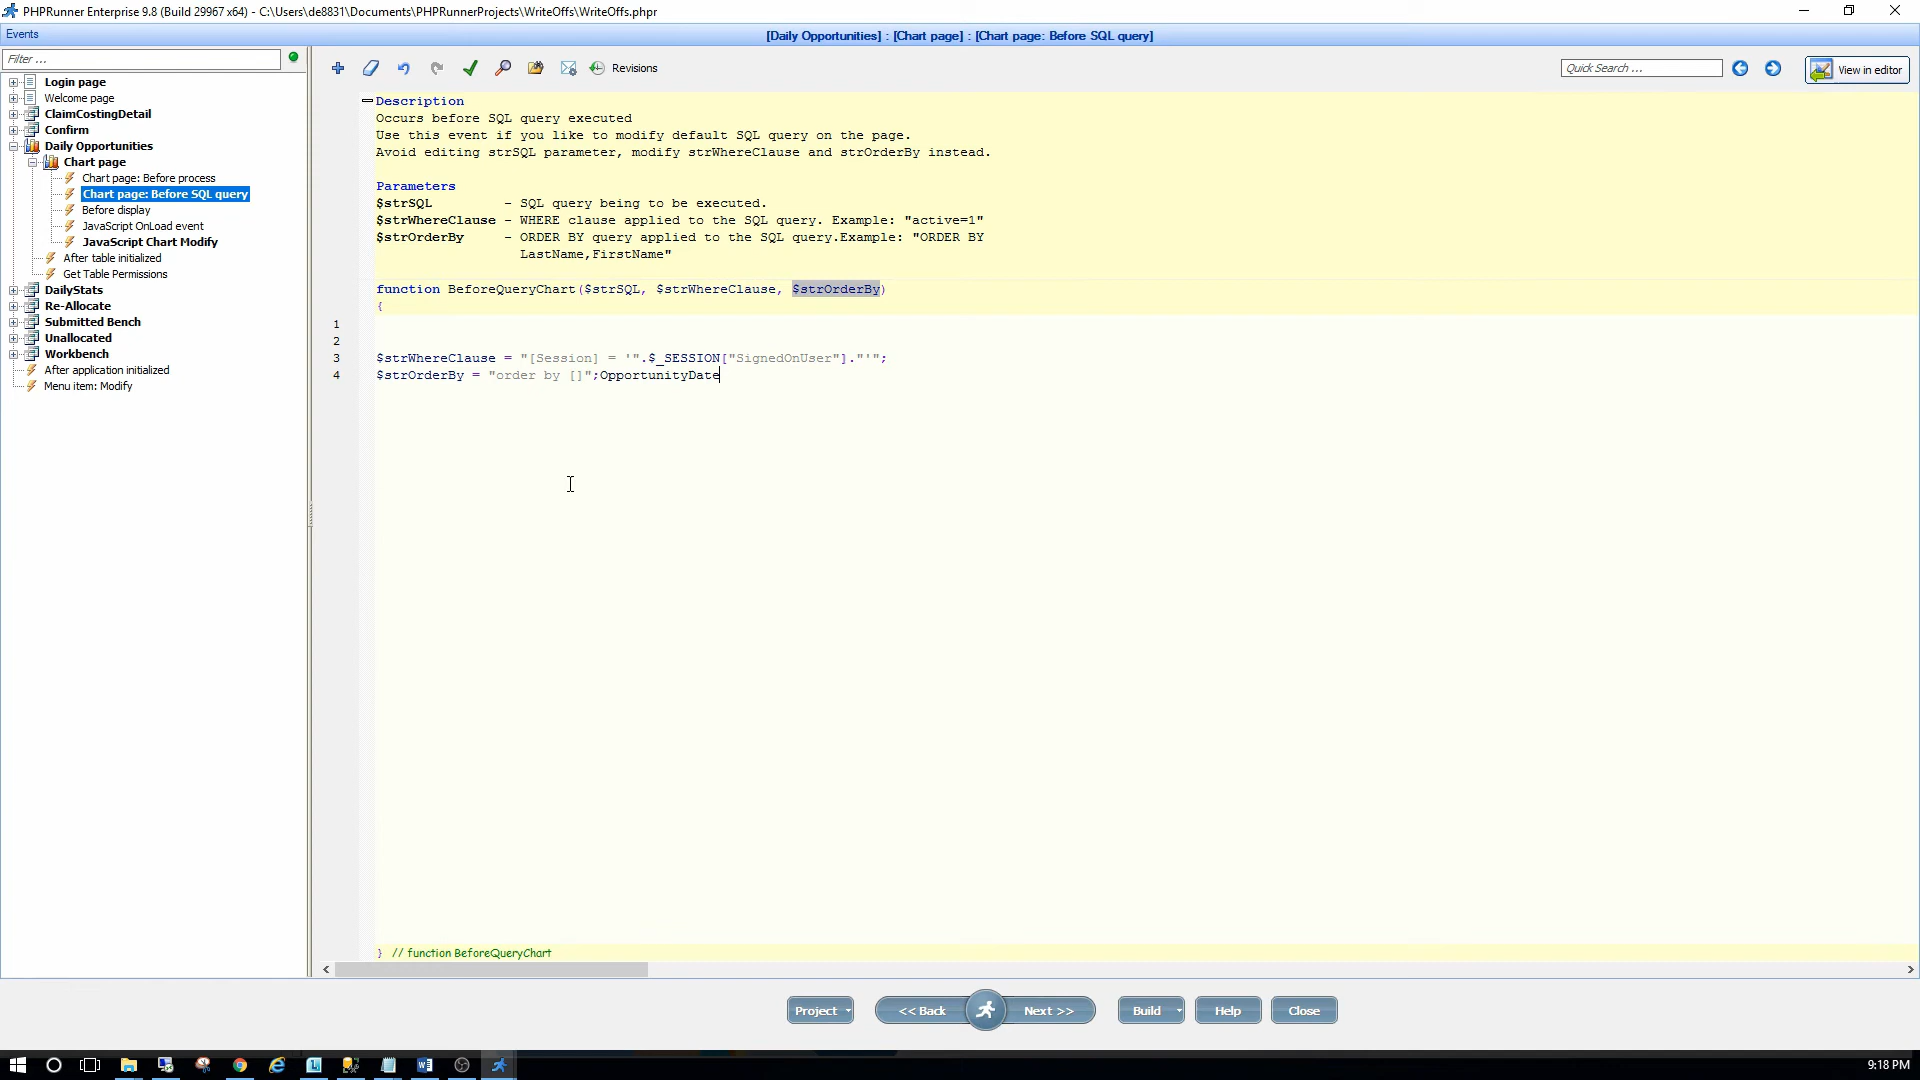 PHPRunner Enterprise 9.8 (Build 29967 x64) - C:\Users\de8831\Documents\PHPRunnerProjects\WriteOffs\WriteOffs.phpr
Events
[Daily Opportunities] : [Chart page] : [Chart page: Before SQL query]
Filter ...
Revisions
Quick Search ...
View in editor
Login page
Welcome page
ClaimCostingDetail
Confirm
Daily Opportunities
Chart page
Chart page: Before process
Chart page: Before SQL query
Before display
JavaScript OnLoad event
JavaScript Chart Modify
After table initialized
Get Table Permissions
DailyStats
Re-Allocate
Submitted Bench
Unallocated
Workbench
After application initialized
Menu item: Modify
Description
Occurs before SQL query executed
Use this event if you like to modify default SQL query on the page.
Avoid editing strSQL parameter, modify strWhereClause and strOrderBy instead.
Parameters
$strSQL - SQL query being to be executed.
$strWhereClause - WHERE clause applied to the SQL query. Example: "active=1"
$strOrderBy - ORDER BY query applied to the SQL query.Example: "ORDER BY
LastName,FirstName"
function BeforeQueryChart($strSQL, $strWhereClause, $strOrderBy)
{
1
2
3 $strWhereClause = "[Session] = '".$_SESSION["SignedOnUser"]."'";
4 $strOrderBy = "order by []";OpportunityDate
} // function BeforeQueryChart
Project
<< Back
Next >>
Build
Help
Close
9:18 PM